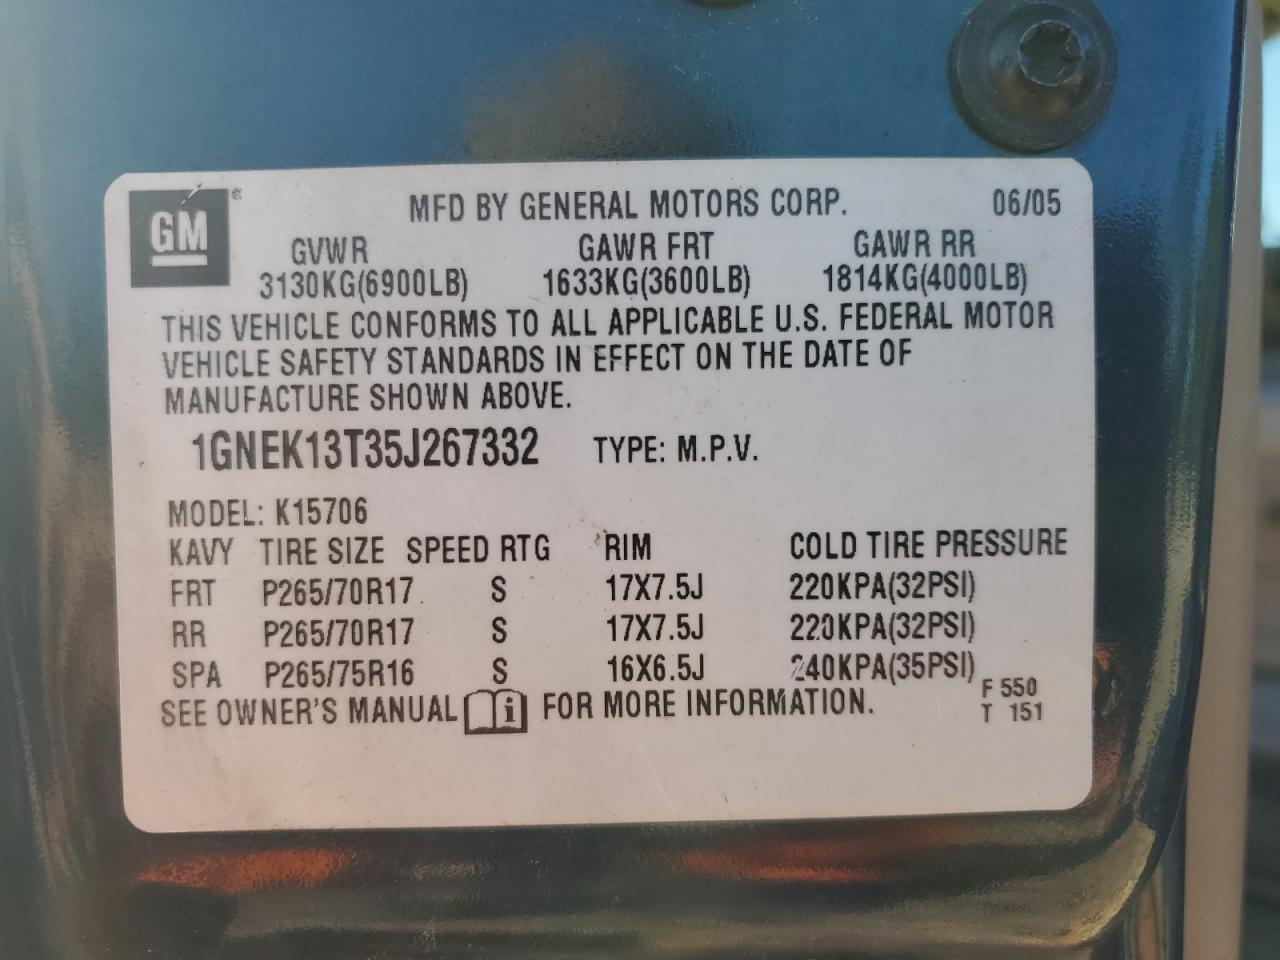 GM ® MFD BY GENERAL MOTORS CORP. 06/05
GVWR GAWR FRT GAWR RR
3130KG(6900LB) 1633KG(3600LB) 1814KG(4000LB)
THIS VEHICLE CONFORMS TO ALL APPLICABLE U.S. FEDERAL MOTOR
VEHICLE SAFETY STANDARDS IN EFFECT ON THE DATE OF
MANUFACTURE SHOWN ABOVE.
1GNEK13T35J267332 TYPE: M.P.V.
MODEL: K15706
KAVY TIRE SIZE SPEED RTG RIM COLD TIRE PRESSURE
FRT P265/70R17 S 17X7.5J 220KPA(32PSI)
RR P265/70R17 S 17X7.5J 220KPA(32PSI)
SPA P265/75R16 S 16X6.5J 240KPA(35PSI)
SEE OWNER'S MANUAL i FOR MORE INFORMATION.
F 550
T 151